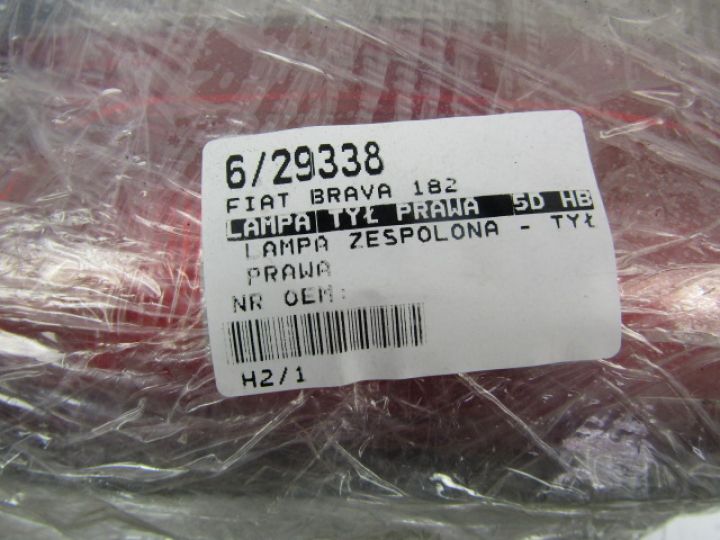 6/29338
FIAT BRAVA 182
LAMPA TYŁ PRAWA 5D HB
LAMPA ZESPOLONA - TYŁ
PRAWA
NR OEM:
H2/1